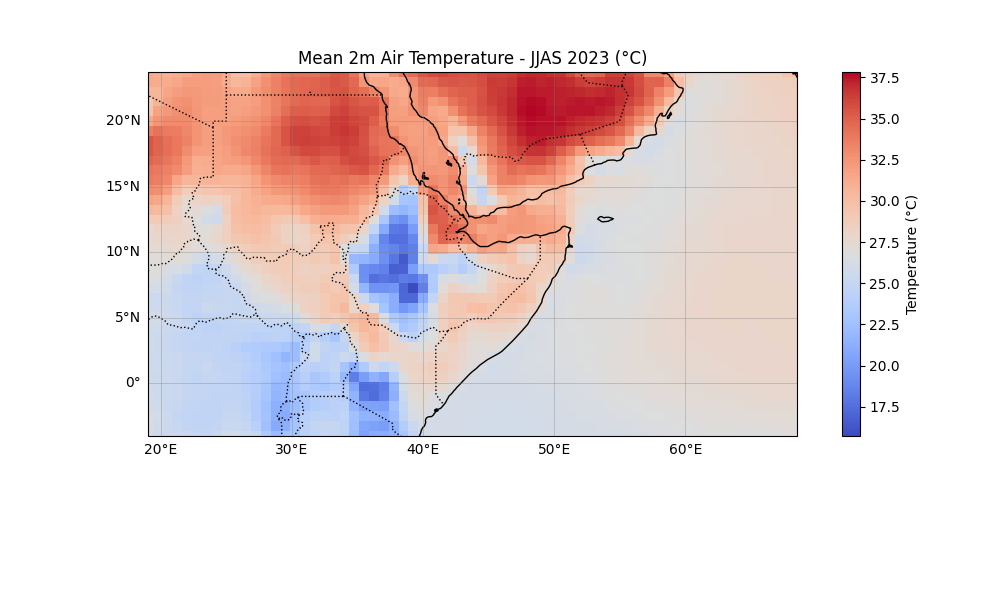 Mean 2m Air Temperature - JJAS 2023 (°C)
20°N
15°N
10°N
5°N
0°
20°E
30°E
40°E
50°E
60°E
37.5
35.0
32.5
30.0
27.5
25.0
22.5
20.0
17.5
Temperature (°C)